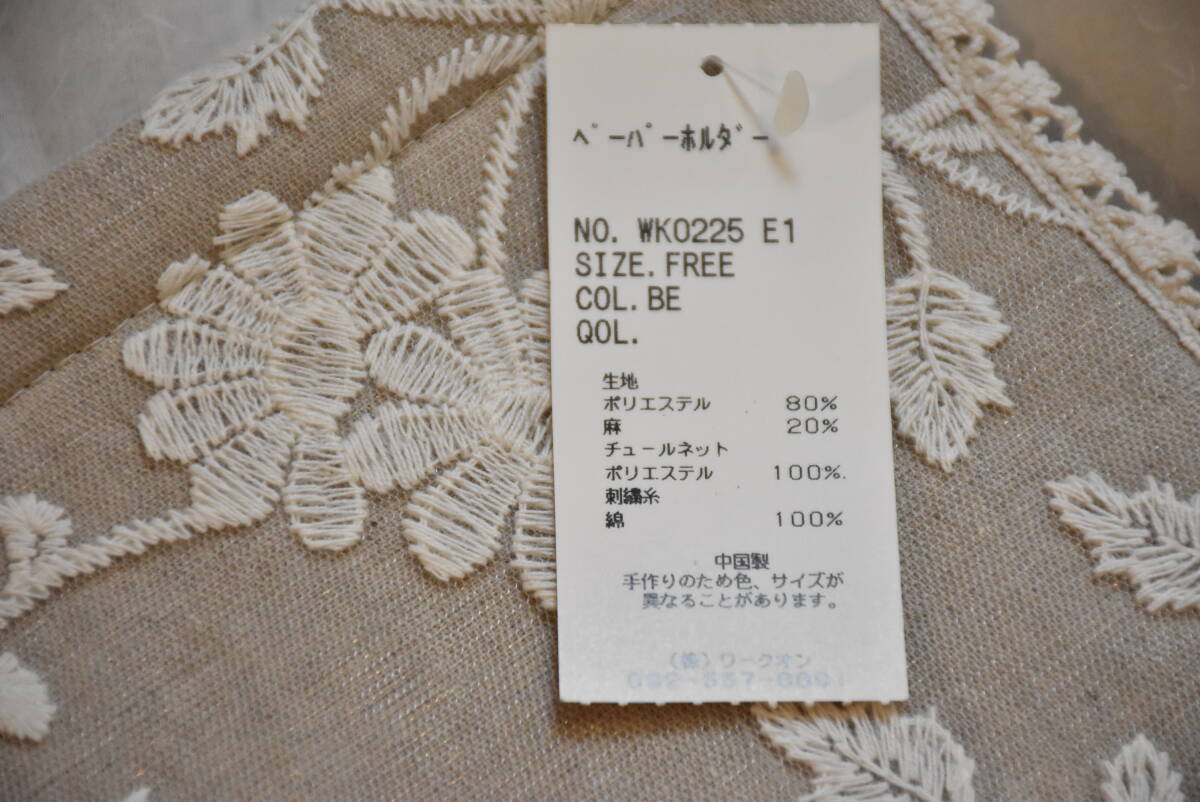 ペーパーホルダー
NO. WK0225 E1
SIZE. FREE
COL. BE
QOL.
生地
ポリエステル 80%
麻 20%
チュールネット
ポリエステル 100%.
刺繍糸
綿 100%
中国製
手作りのため色、サイズが
異なることがあります。
(株)ワークオン